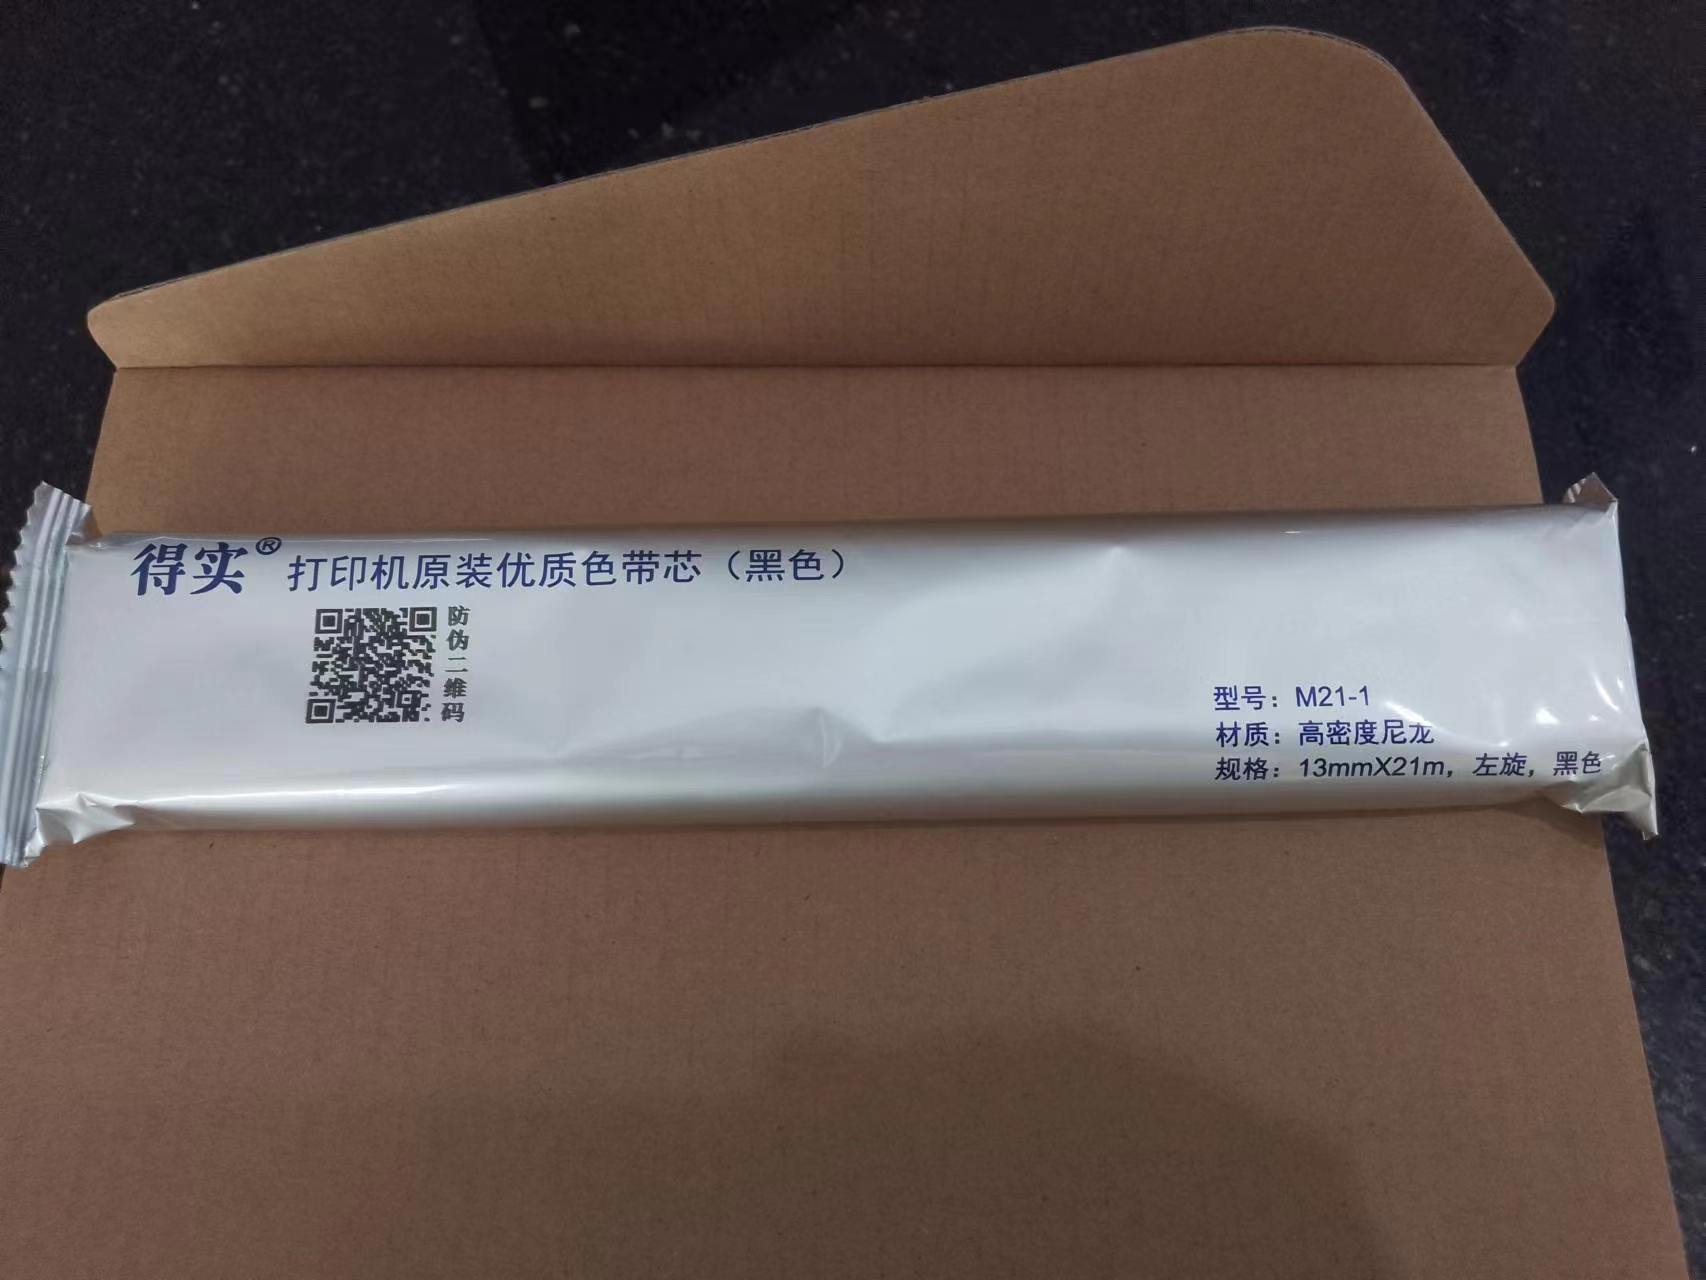 得实® 打印机原装优质色带芯（黑色）
防伪二维码
型号：M21-1
材质：高密度尼龙
规格：13mmX21m，左旋，黑色